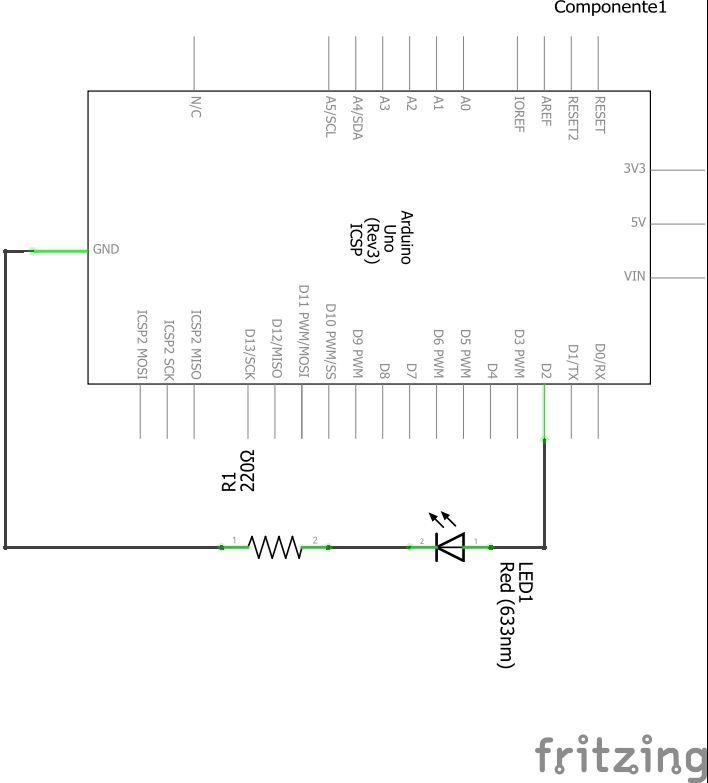 Componente1
N/C
A5/SCL
A4/SDA
A3
A2
A1
A0
IOREF
AREF
RESET2
RESET
3V3
5V
VIN
Arduino
Uno
(Rev3)
ICSP
GND
ICSP2 MOSI
ICSP2 SCK
ICSP2 MISO
D13/SCK
D12/MISO
D11 PWM/MOSI
D10 PWM/SS
D9 PWM
D8
D7
D6 PWM
D5 PWM
D4
D3 PWM
D2
D1/TX
D0/RX
R1
220Ω
1
2
2
1
LED1
Red (633nm)
fritzing